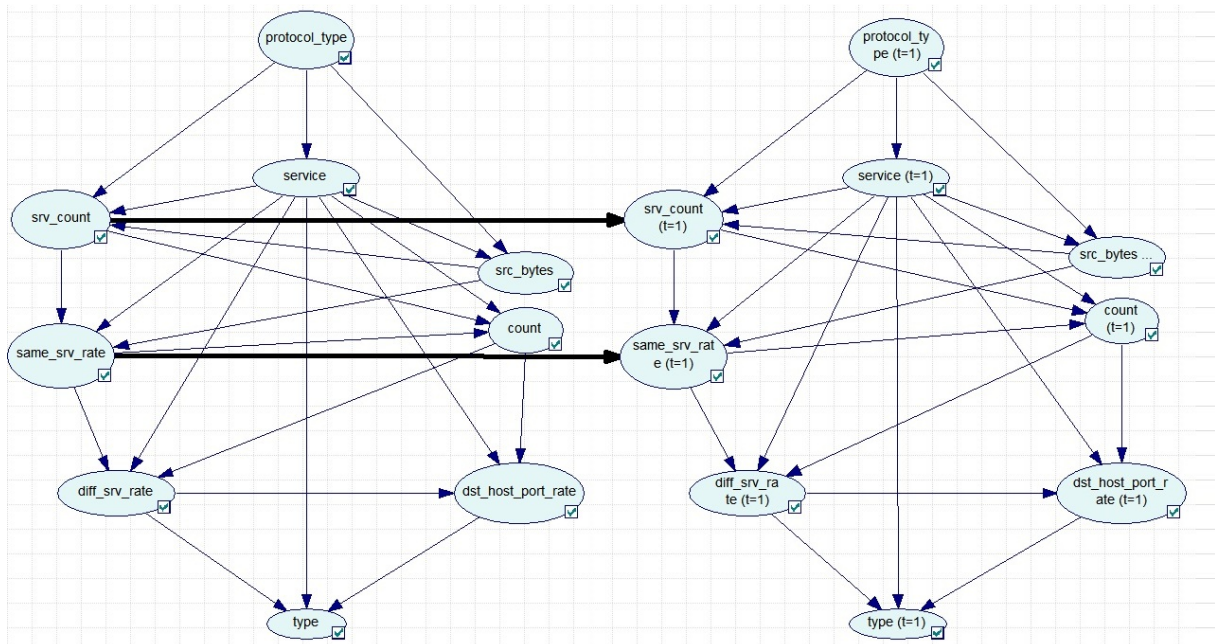 protocol_type
protocol_ty
pe (t=1)
service
service (t=1)
srv_count
srv_count
(t=1)
src_bytes
src_bytes ...
count
count
(t=1)
same_srv_rate
same_srv_rat
e (t=1)
diff_srv_rate
dst_host_port_rate
diff_srv_ra
te (t=1)
dst_host_port_r
ate (t=1)
type
type (t=1)